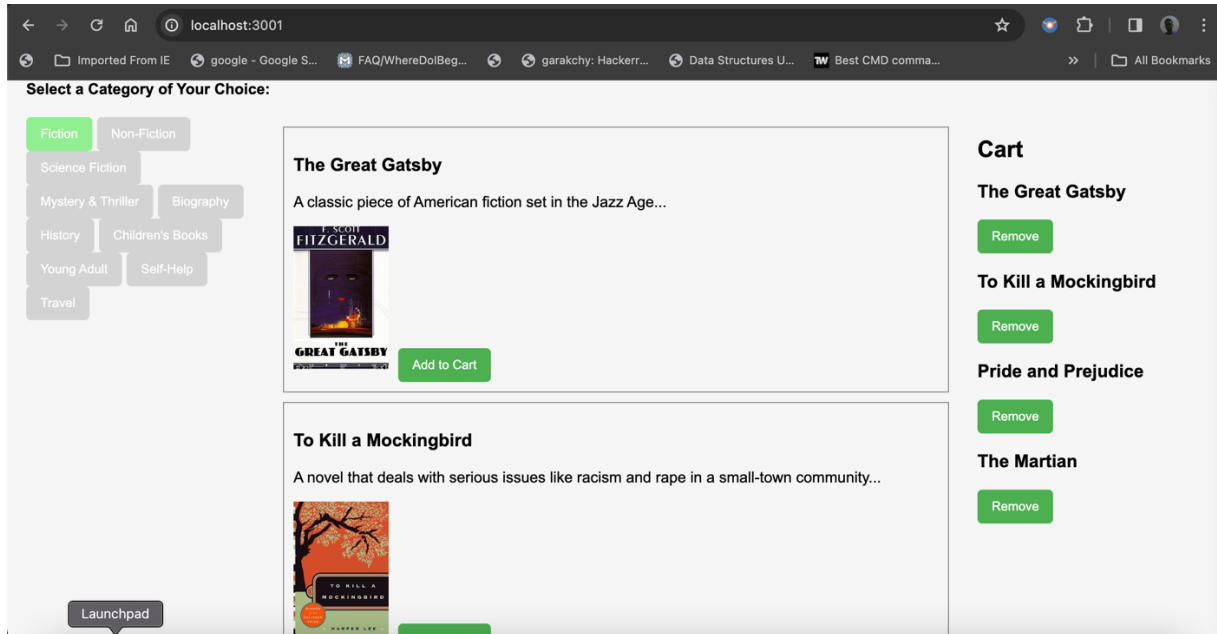 localhost:3001
Imported From IE
google - Google S...
FAQ/WhereDoIBeg...
garakchy: Hackerr...
Data Structures U...
TW Best CMD comma...
All Bookmarks
Select a Category of Your Choice:
Fiction
Non-Fiction
Science Fiction
Mystery & Thriller
Biography
History
Children's Books
Young Adult
Self-Help
Travel
The Great Gatsby
A classic piece of American fiction set in the Jazz Age...
F. SCOTT
FITZGERALD
THE
GREAT GATSBY
Add to Cart
To Kill a Mockingbird
A novel that deals with serious issues like racism and rape in a small-town community...
TO KILL A
MOCKINGBIRD
HARPER LEE
Cart
The Great Gatsby
Remove
To Kill a Mockingbird
Remove
Pride and Prejudice
Remove
The Martian
Remove
Launchpad